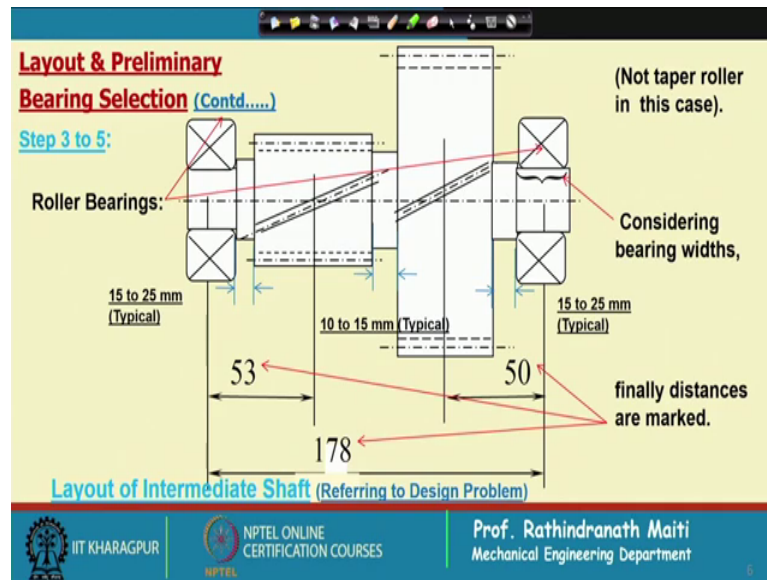 Layout & Preliminary
Bearing Selection (Contd.....)
Step 3 to 5:
(Not taper roller
in this case).
Roller Bearings:
Considering
bearing widths,
15 to 25 mm
(Typical)
10 to 15 mm (Typical)
15 to 25 mm
(Typical)
53
50
finally distances
are marked.
178
Layout of Intermediate Shaft (Referring to Design Problem)
IIT KHARAGPUR
NPTEL
NPTEL ONLINE
CERTIFICATION COURSES
Prof. Rathindranath Maiti
Mechanical Engineering Department
6